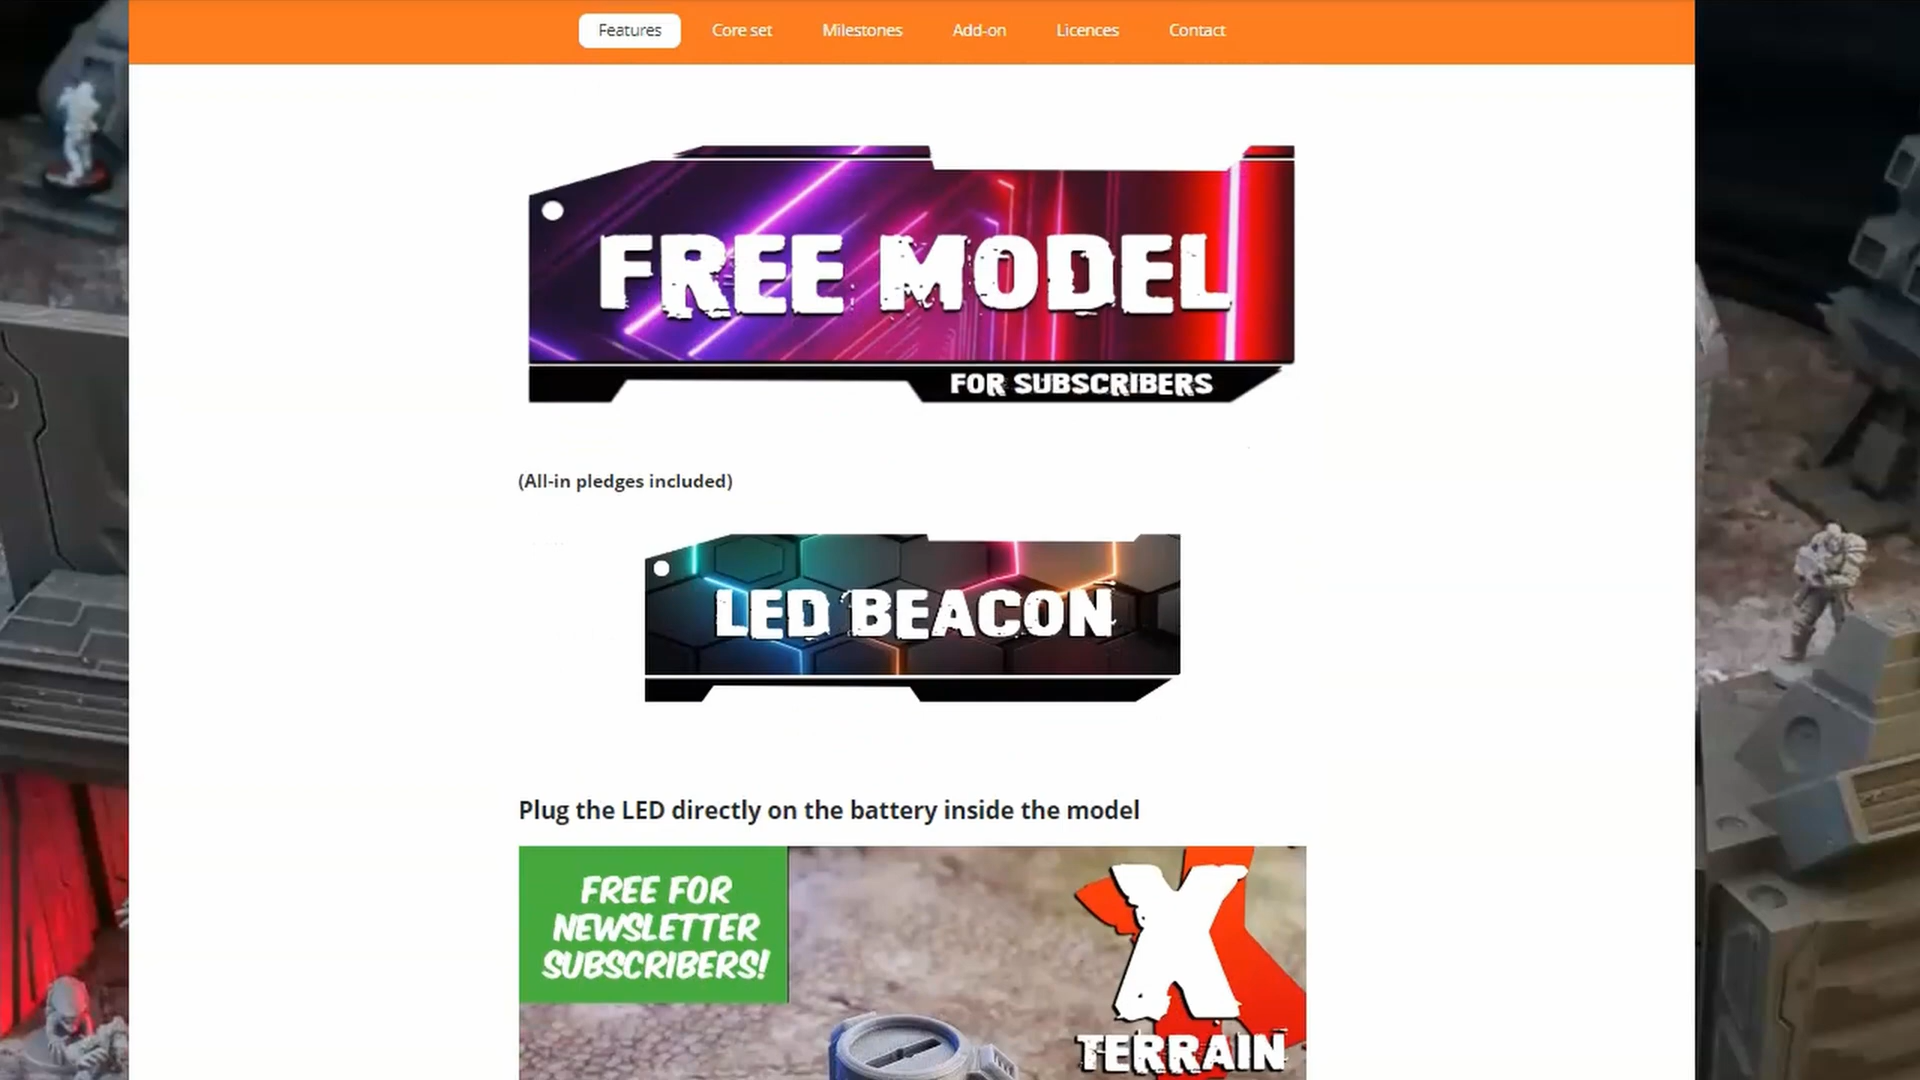 Features Core set Milestones Add-on Licences Contact
FREE MODEL
FOR SUBSCRIBERS
(All-in pledges included)
LED BEACON
Plug the LED directly on the battery inside the model
FREE FOR
NEWSLETTER
SUBSCRIBERS!
X
TERRAIN